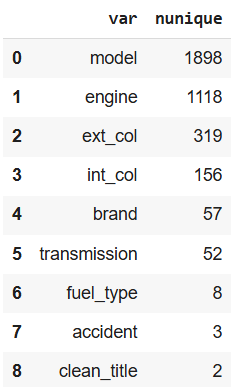 var nunique
0 model 1898
1 engine 1118
2 ext_col 319
3 int_col 156
4 brand 57
5 transmission 52
6 fuel_type 8
7 accident 3
8 clean_title 2